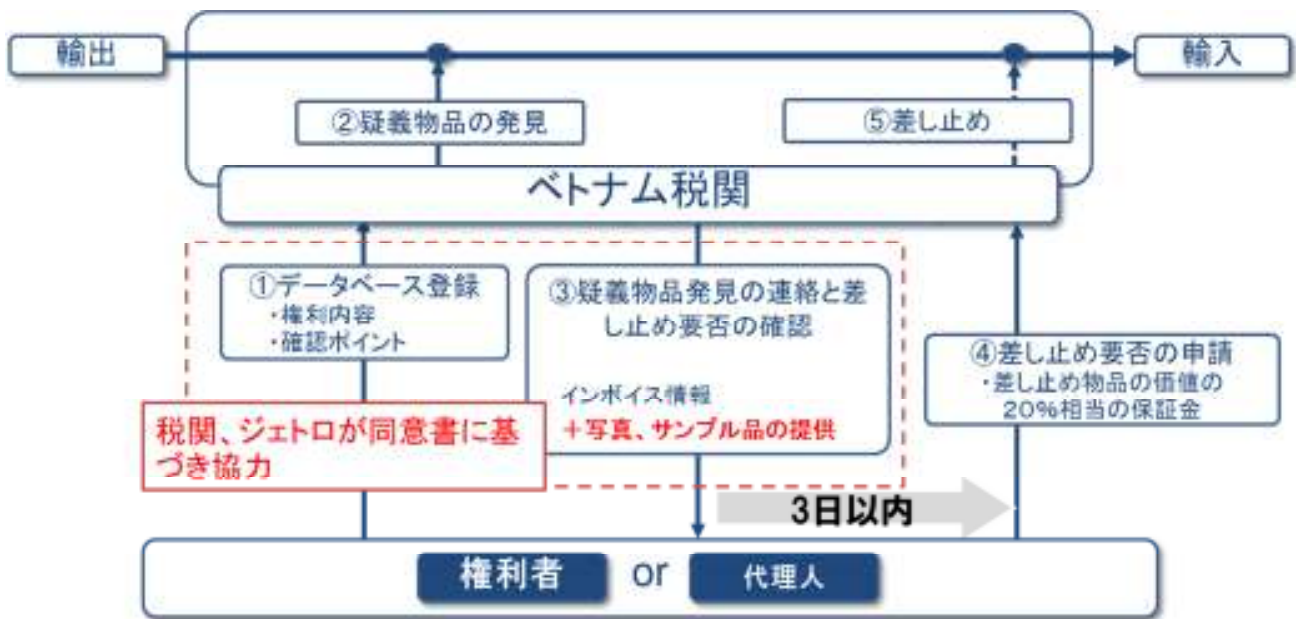 輸出
輸入
②疑義物品の発見
⑤差し止め
ベトナム税関
①データベース登録
・権利内容
・確認ポイント
③疑義物品発見の連絡と差
し止め要否の確認
インボイス情報
＋写真、サンプル品の提供
④差し止め要否の申請
・差し止め物品の価値の
20%相当の保証金
税関、ジェトロが同意書に基
づき協力
3日以内
権利者 or 代理人